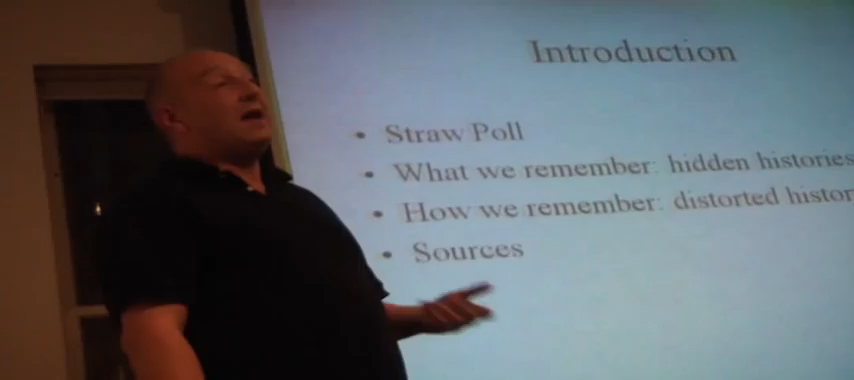 Introduction
• Straw Poll
• What we remember: hidden histories
• How we remember: distorted histor
• Sources